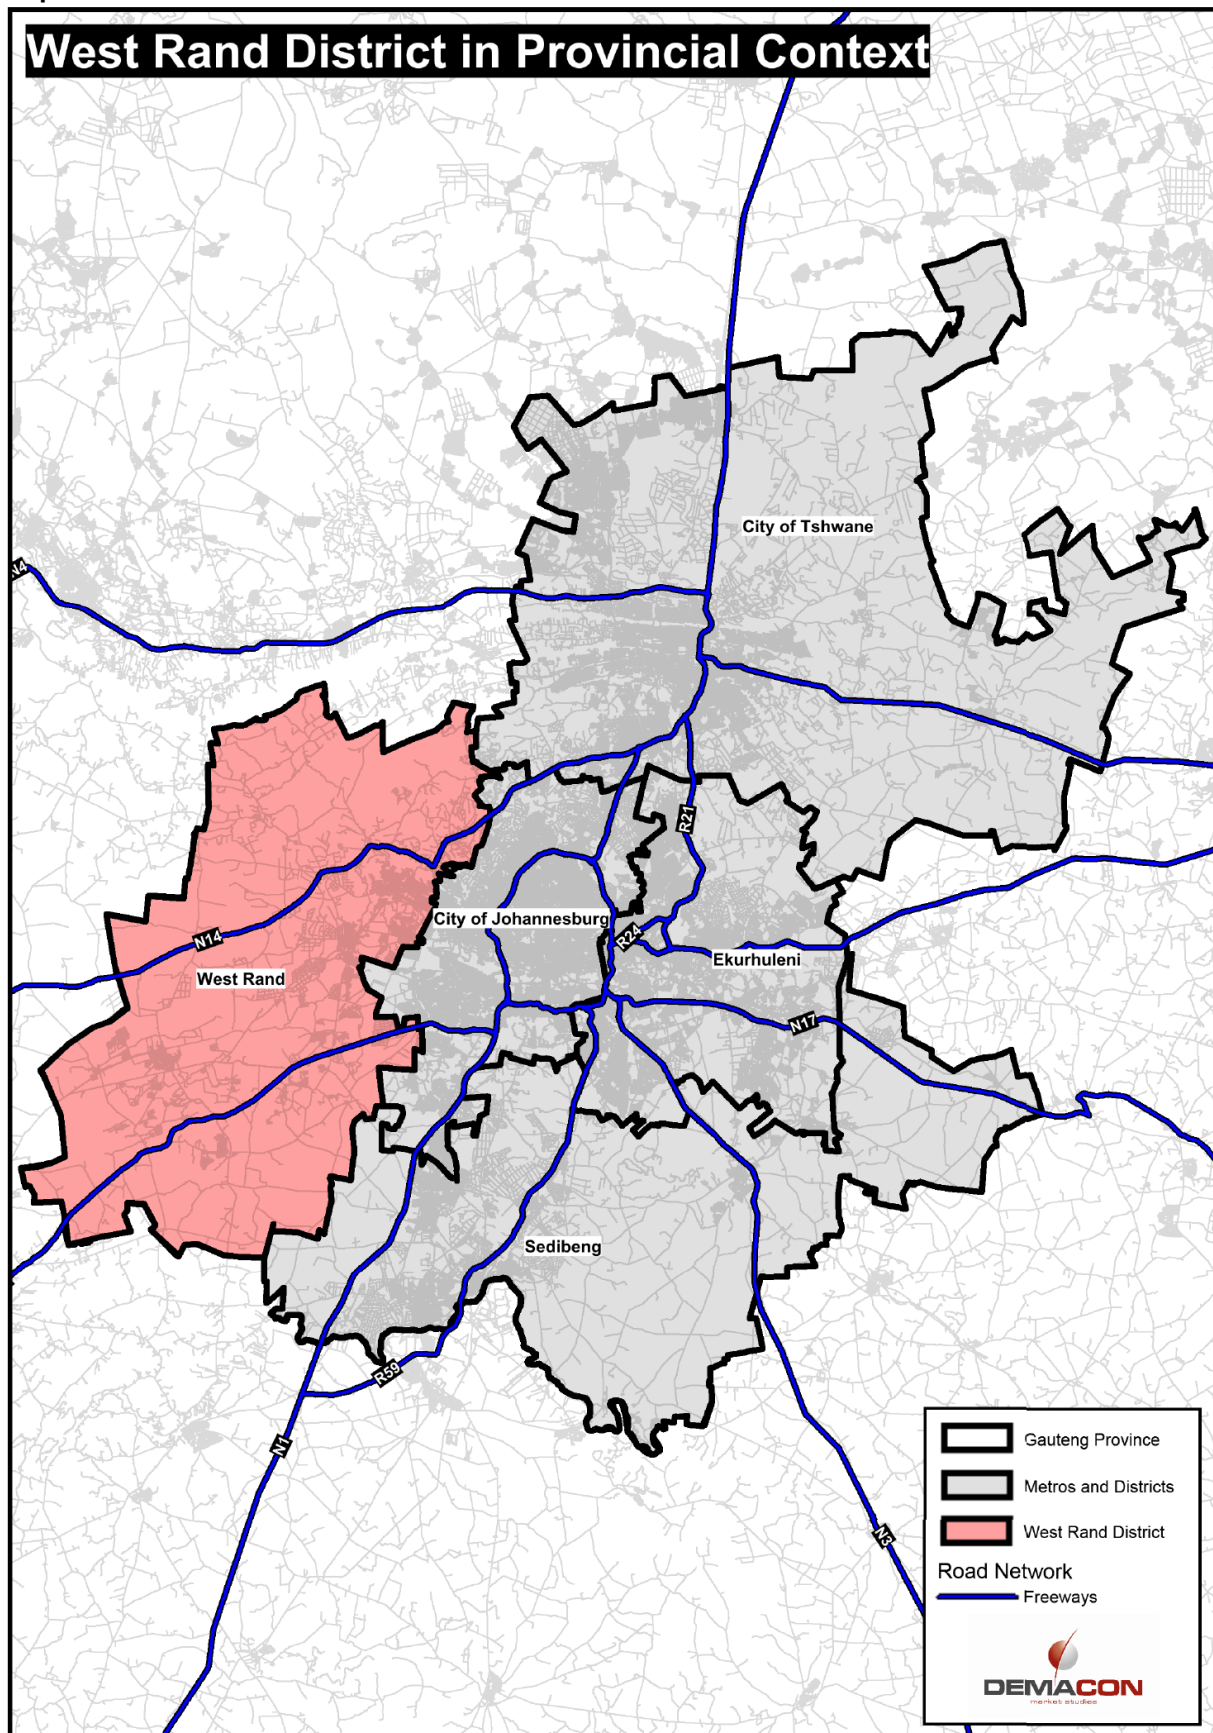 West Rand District in Provincial Context
City of Tshwane
N4
R21
City of Johannesburg
R24
N14
Ekurhuleni
West Rand
N17
Sedibeng
R59
N1
N3
Gauteng Province
Metros and Districts
West Rand District
Road Network
Freeways
DEMACON
market studies